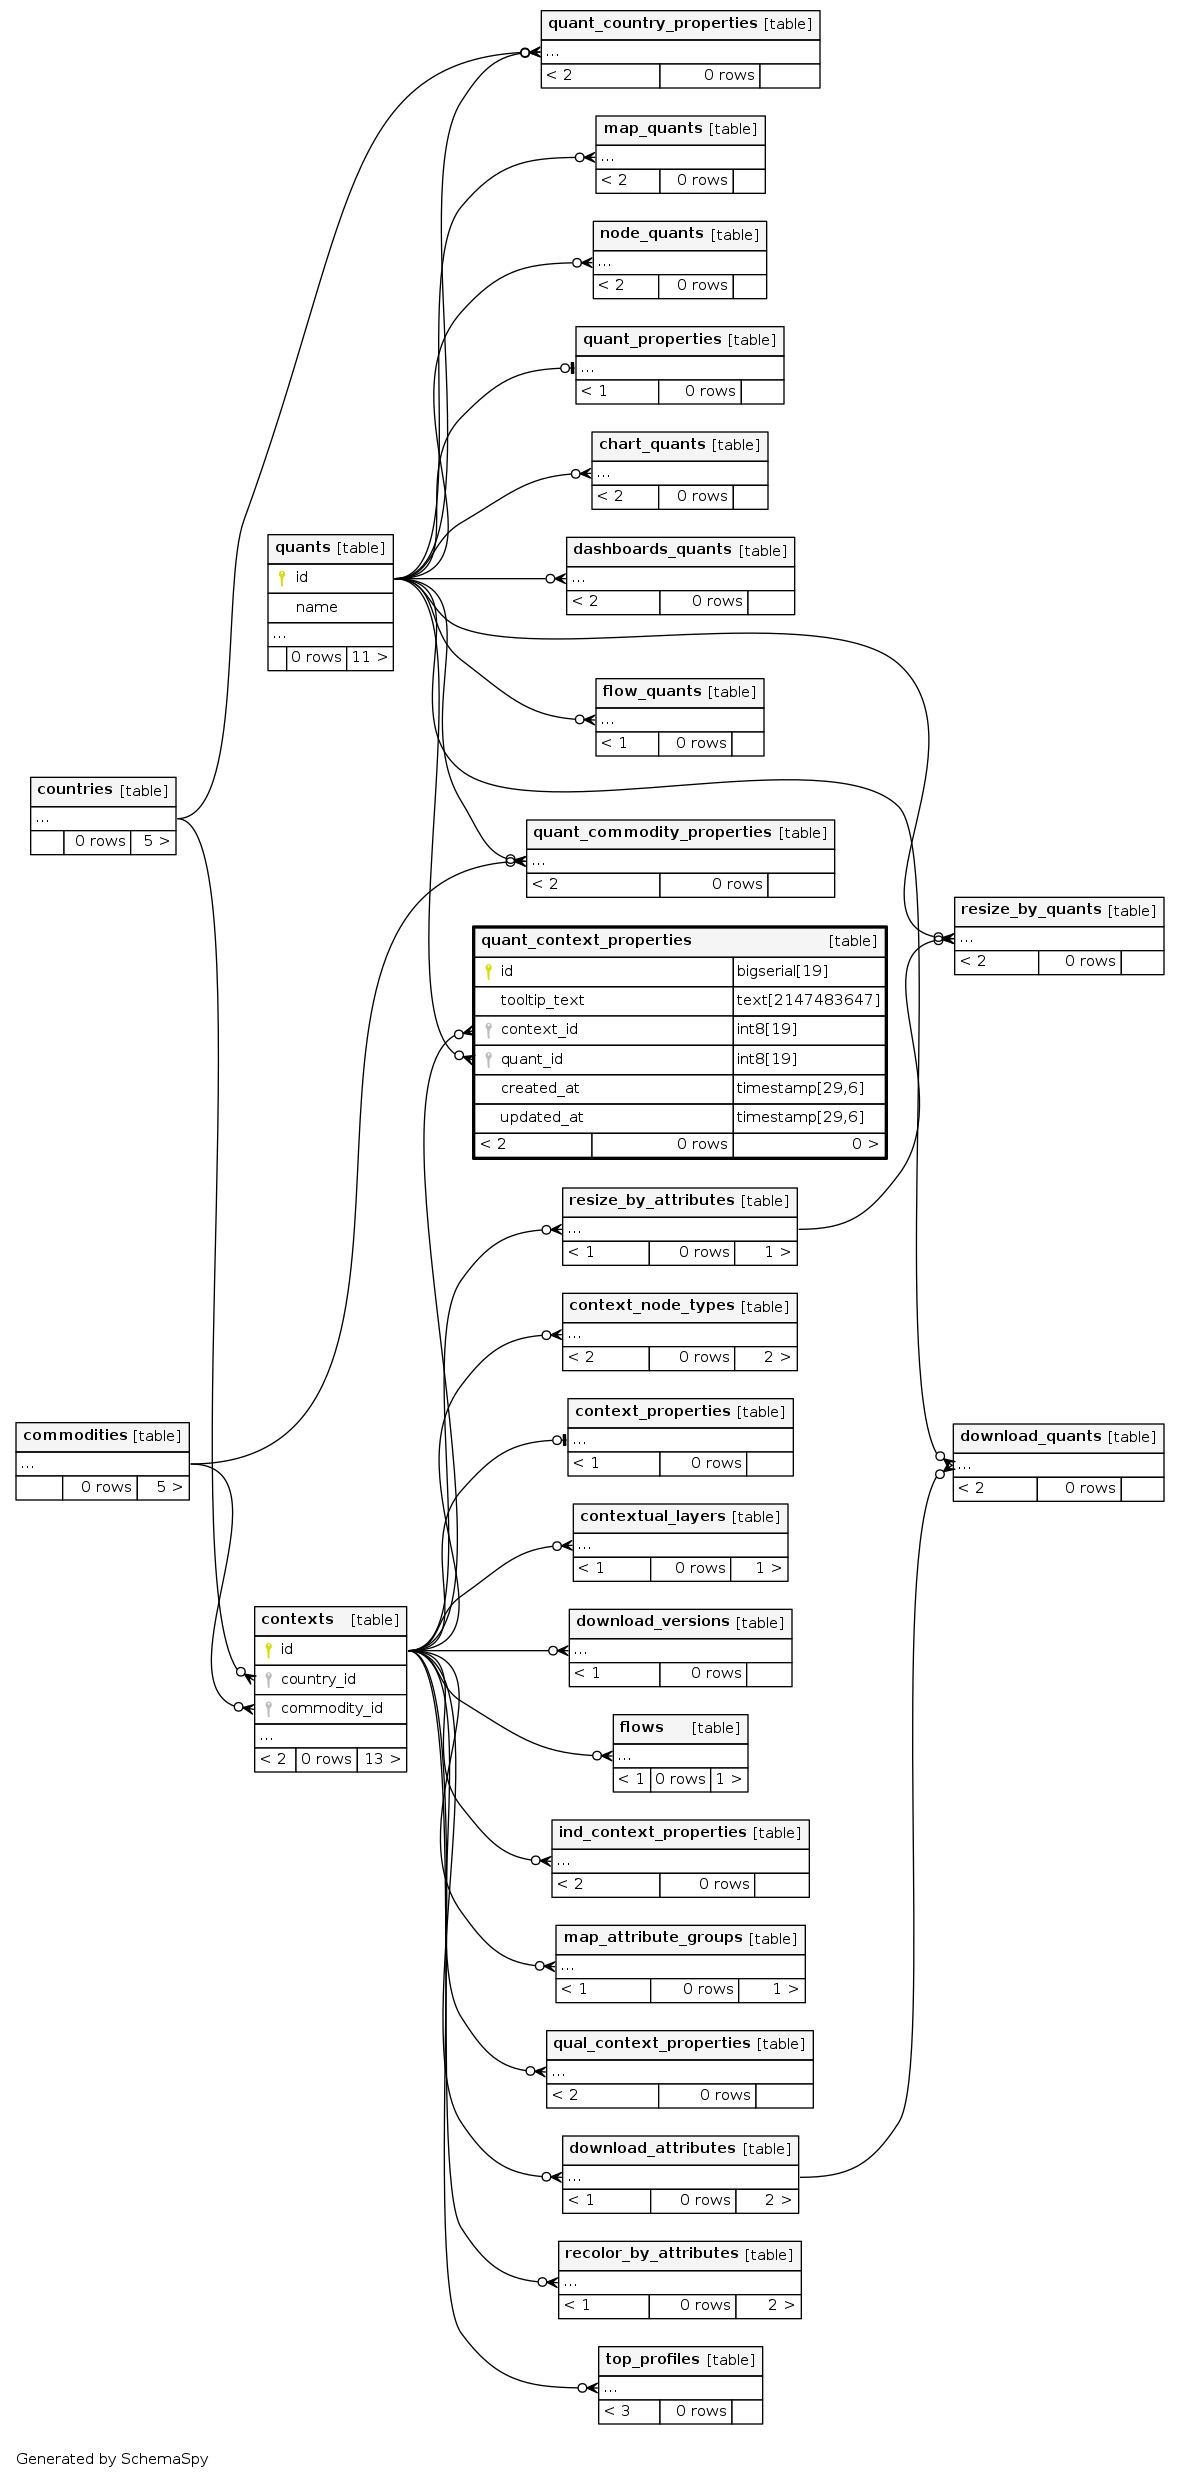 quant_country_properties [table]
...
< 2 0 rows
map_quants [table]
...
< 2 0 rows
node_quants [table]
...
< 2 0 rows
quant_properties [table]
...
< 1 0 rows
chart_quants [table]
...
< 2 0 rows
quants [table]
id
name
...
0 rows 11 >
dashboards_quants [table]
...
< 2 0 rows
flow_quants [table]
...
< 1 0 rows
countries [table]
...
0 rows 5 >
quant_commodity_properties [table]
...
< 2 0 rows
resize_by_quants [table]
...
< 2 0 rows
quant_context_properties [table]
id bigserial[19]
tooltip_text text[2147483647]
context_id int8[19]
quant_id int8[19]
created_at timestamp[29,6]
updated_at timestamp[29,6]
< 2 0 rows 0 >
resize_by_attributes [table]
...
< 1 0 rows 1 >
context_node_types [table]
...
< 2 0 rows 2 >
context_properties [table]
...
< 1 0 rows
commodities [table]
...
0 rows 5 >
download_quants [table]
...
< 2 0 rows
contextual_layers [table]
...
< 1 0 rows 1 >
contexts [table]
id
country_id
commodity_id
...
< 2 0 rows 13 >
download_versions [table]
...
< 1 0 rows
flows [table]
...
< 1 0 rows 1 >
ind_context_properties [table]
...
< 2 0 rows
map_attribute_groups [table]
...
< 1 0 rows 1 >
qual_context_properties [table]
...
< 2 0 rows
download_attributes [table]
...
< 1 0 rows 2 >
recolor_by_attributes [table]
...
< 1 0 rows 2 >
top_profiles [table]
...
< 3 0 rows
Generated by SchemaSpy